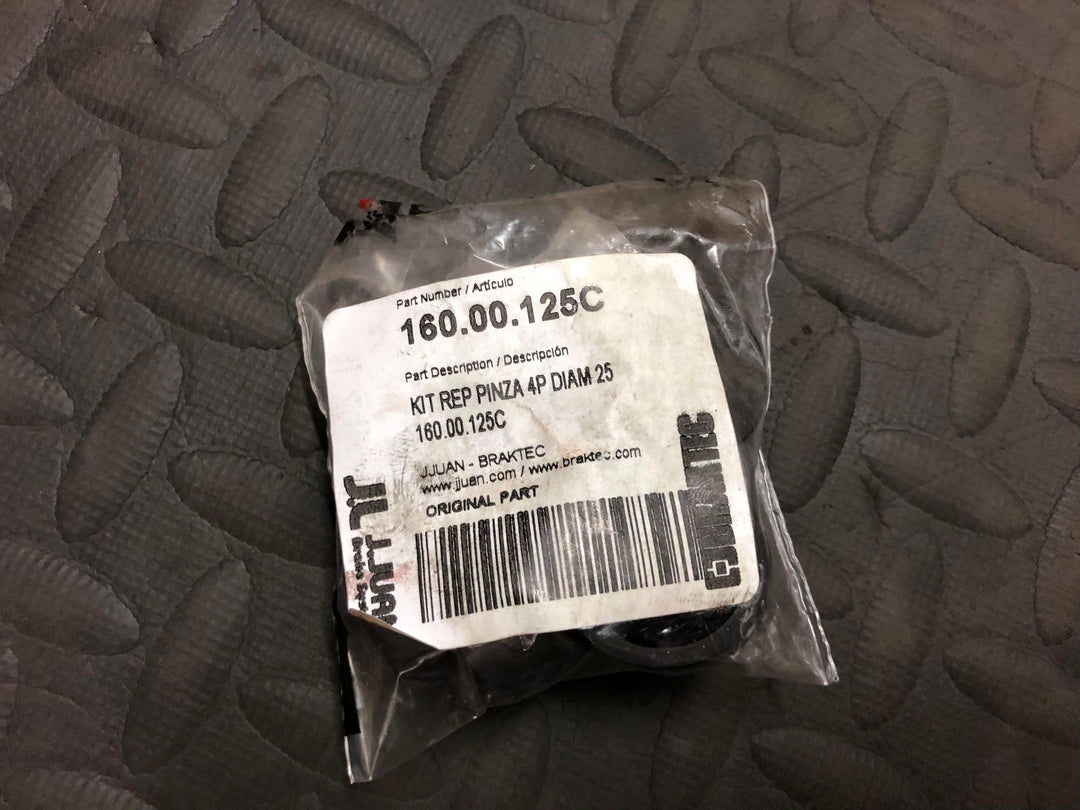 Part Number / Artículo
160.00.125C
Part Description / Descripción
KIT REP PINZA 4P DIAM 25
160.00.125C
JJUAN - BRAKTEC
www.jjuan.com / www.braktec.com
ORIGINAL PART
JJUAN
BRAKTEC